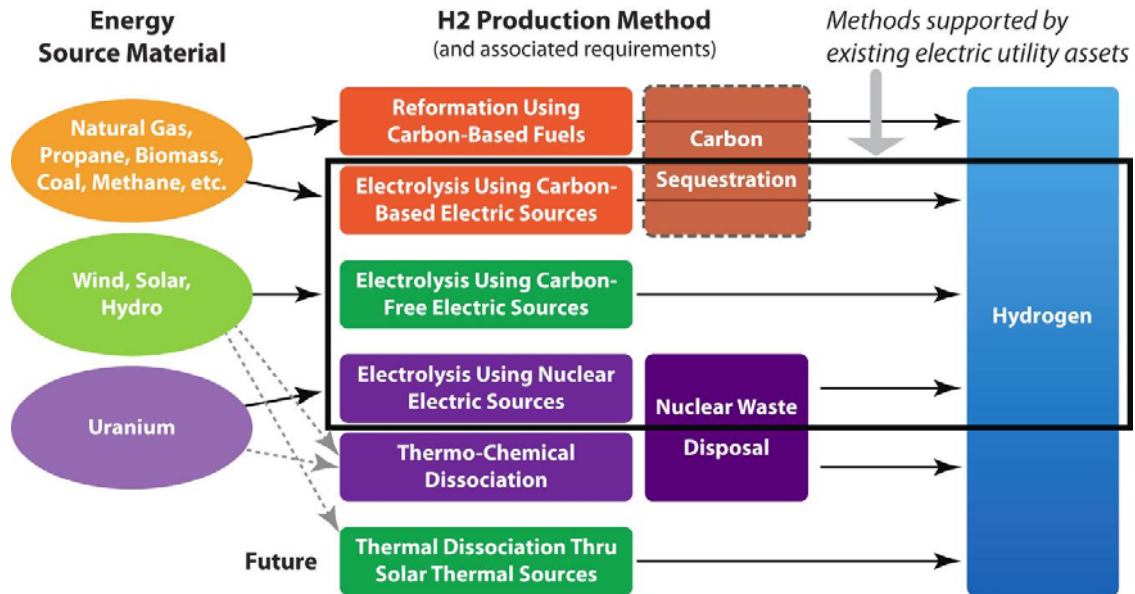 Energy
Source Material
H2 Production Method
(and associated requirements)
Methods supported by
existing electric utility assets
Natural Gas,
Propane, Biomass,
Coal, Methane, etc.
Reformation Using
Carbon-Based Fuels
Carbon
Sequestration
Electrolysis Using Carbon-
Based Electric Sources
Wind, Solar,
Hydro
Electrolysis Using Carbon-
Free Electric Sources
Hydrogen
Uranium
Electrolysis Using Nuclear
Electric Sources
Nuclear Waste
Disposal
Thermo-Chemical
Dissociation
Future
Thermal Dissociation Thru
Solar Thermal Sources